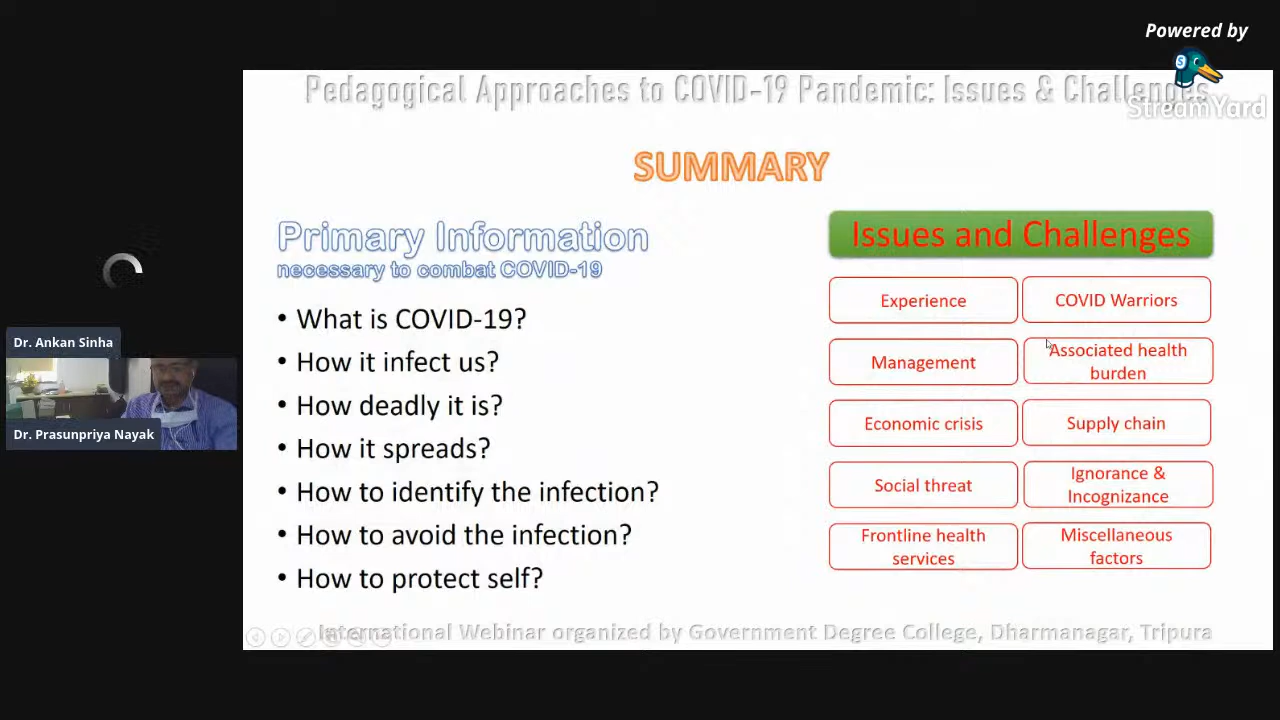 Powered by
StreamYard
Pedagogical Approaches to COVID-19 Pandemic: Issues & Challenges
SUMMARY
Primary Information
necessary to combat COVID-19
• What is COVID-19?
• How it infect us?
• How deadly it is?
• How it spreads?
• How to identify the infection?
• How to avoid the infection?
• How to protect self?
Issues and Challenges
Experience
COVID Warriors
Management
Associated health
burden
Economic crisis
Supply chain
Social threat
Ignorance &
Incognizance
Frontline health
services
Miscellaneous
factors
International Webinar organized by Government Degree College, Dharmanagar, Tripura
Dr. Ankan Sinha
Dr. Prasunpriya Nayak